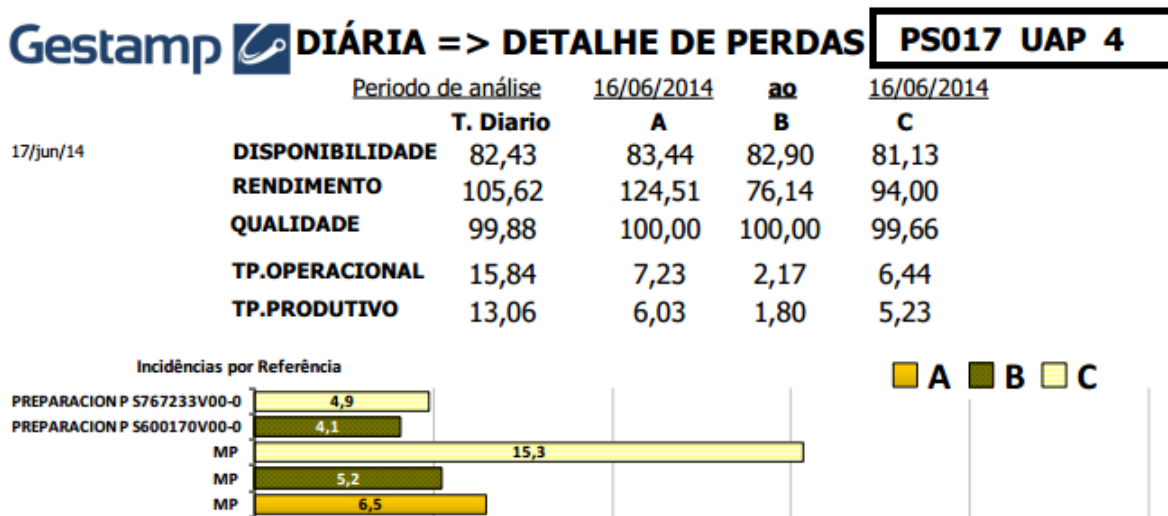 Gestamp DIÁRIA => DETALHE DE PERDAS PS017 UAP 4
Periodo de análise 16/06/2014 ao 16/06/2014
T. Diario A B C
17/jun/14 DISPONIBILIDADE 82,43 83,44 82,90 81,13
RENDIMENTO 105,62 124,51 76,14 94,00
QUALIDADE 99,88 100,00 100,00 99,66
TP.OPERACIONAL 15,84 7,23 2,17 6,44
TP.PRODUTIVO 13,06 6,03 1,80 5,23
Incidências por Referência A B C
PREPARACION P S767233V00-0 4,9
PREPARACION P S600170V00-0 4,1
MP 15,3
MP 5,2
MP 6,5